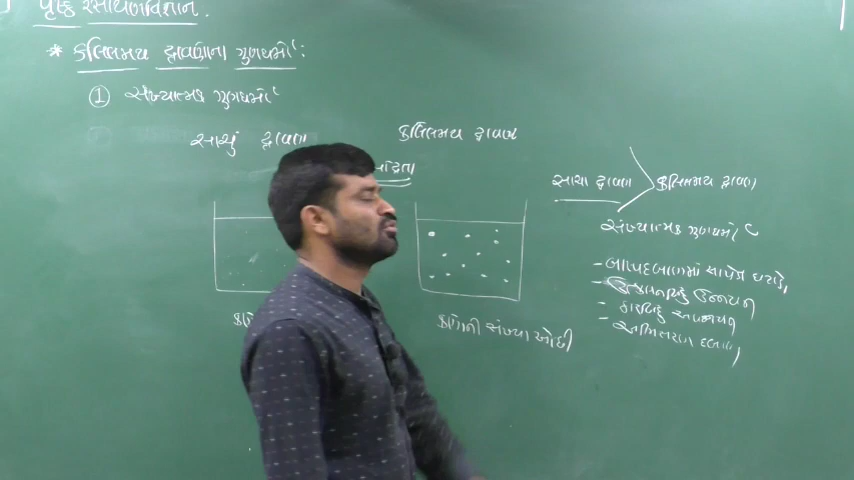 પૃષ્ઠ રસાયણવિજ્ઞાન.
* કલિલમય દ્રાવણના ગુણધર્મો :
① સંખ્યાત્મક ગુણધર્મો
સાચું દ્રાવણ
કલિલમય દ્રાવણ
સાચા દ્રાવણ > કલિલમય દ્રાવણ
સંખ્યાત્મક ગુણધર્મો
- બાષ્પદબાણમાં સાપેક્ષ ઘટાડો,
- ઉત્કલનબિંદુ ઉન્નયન
- ઠારબિંદુ અવનયન
- અભિસરણ દબાણ
કણોની સંખ્યા ઓછી